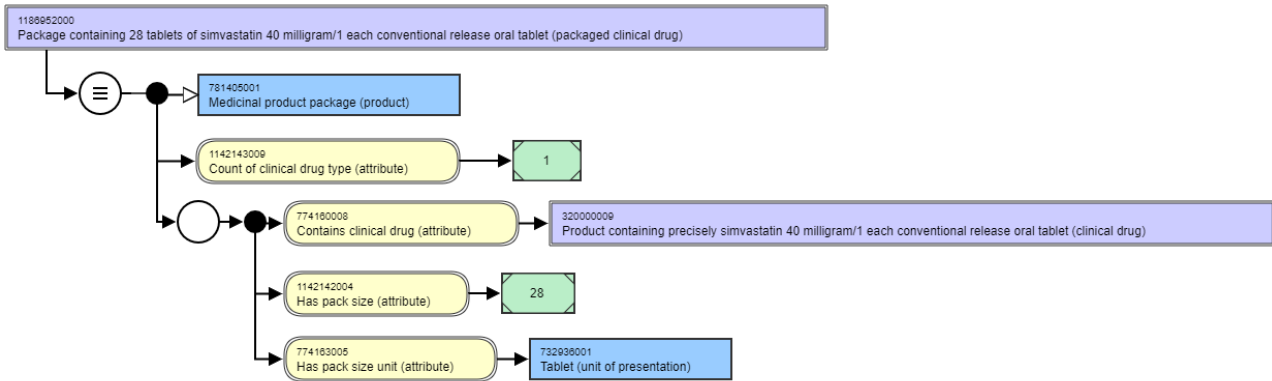 1186952000
Package containing 28 tablets of simvastatin 40 milligram/1 each conventional release oral tablet (packaged clinical drug)
781405001
Medicinal product package (product)
1142143009
Count of clinical drug type (attribute)
1
774160008
Contains clinical drug (attribute)
320000009
Product containing precisely simvastatin 40 milligram/1 each conventional release oral tablet (clinical drug)
1142142004
Has pack size (attribute)
28
774163005
Has pack size unit (attribute)
732936001
Tablet (unit of presentation)